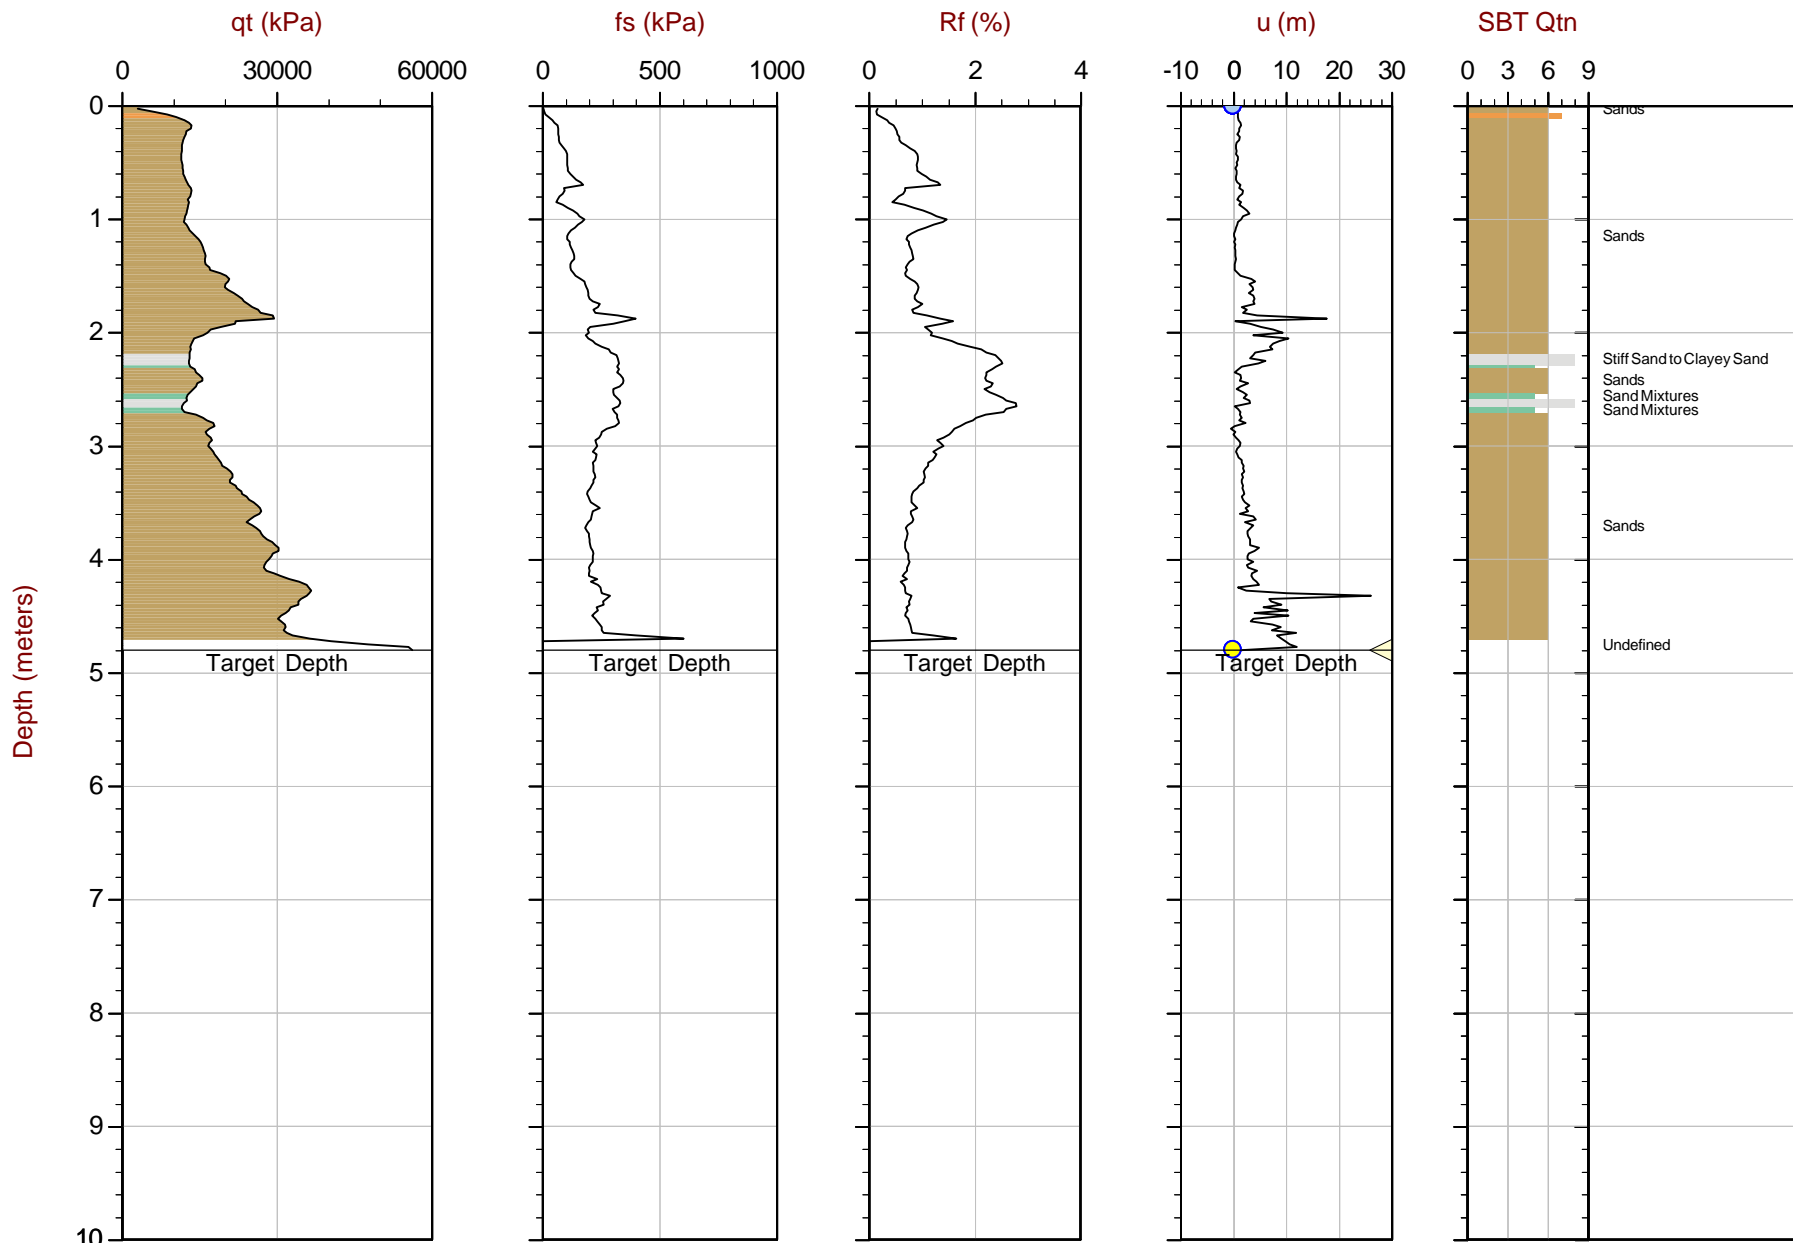 qt (kPa) fs (kPa) Rf (%) u (m) SBT Qtn
0 30000 60000 0 500 1000 0 2 4 -10 0 10 20 30 0 3 6 9
0
Sands
1
Sands
2
Stiff Sand to Clayey Sand
Sands
Sand Mixtures
Sand Mixtures
3
Sands
4
Undefined
Target Depth Target Depth Target Depth Target Depth
5
Depth (meters)
6
7
8
9
10